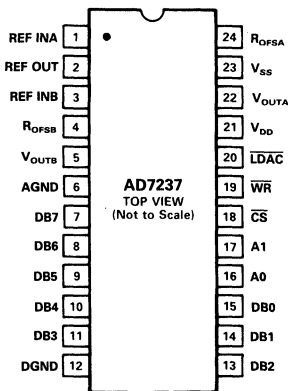 REF INA 1
REF OUT 2
REF INB 3
ROFSB 4
VOUTB 5
AGND 6
DB7 7
DB6 8
DB5 9
DB4 10
DB3 11
DGND 12
AD7237
TOP VIEW
(Not to Scale)
24 ROFSA
23 VSS
22 VOUTA
21 VDD
20 LDAC
19 WR
18 CS
17 A1
16 A0
15 DB0
14 DB1
13 DB2